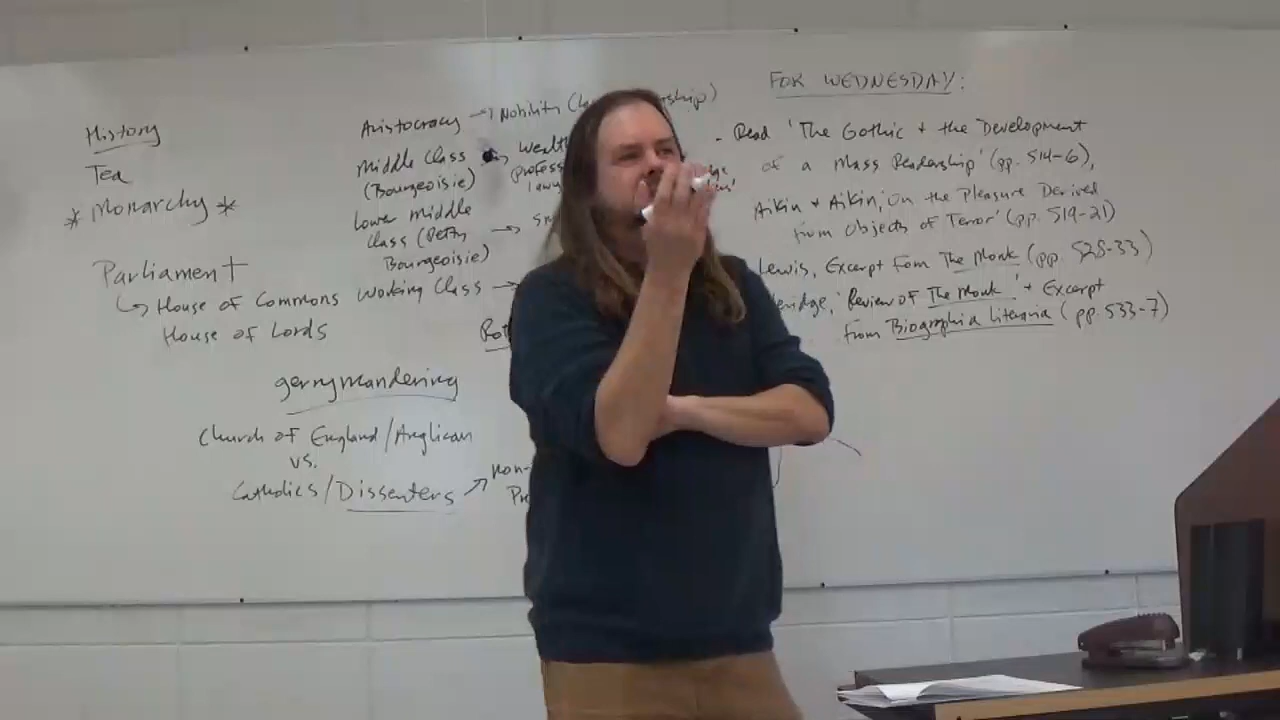 History
Tea
* Monarchy *
Parliament
↳ House of Commons
House of Lords
gerrymandering
Church of England/Anglican
vs.
Catholics/Dissenters →
Aristocracy → Nobility
Middle Class →
(Bourgeoisie)
Lower Middle
Class (Petty →
Bourgeoisie)
Working Class →
FOR WEDNESDAY:
- Read 'The Gothic + the Development
of a Mass Readership' (pp. 514-6),
Aikin + Aikin, 'On the Pleasure Derived
from Objects of Terror' (pp. 519-21)
Lewis, Excerpt from The Monk (pp. 528-33)
'Review of The Monk' + Excerpt
from Biographia Literaria (pp. 533-7)